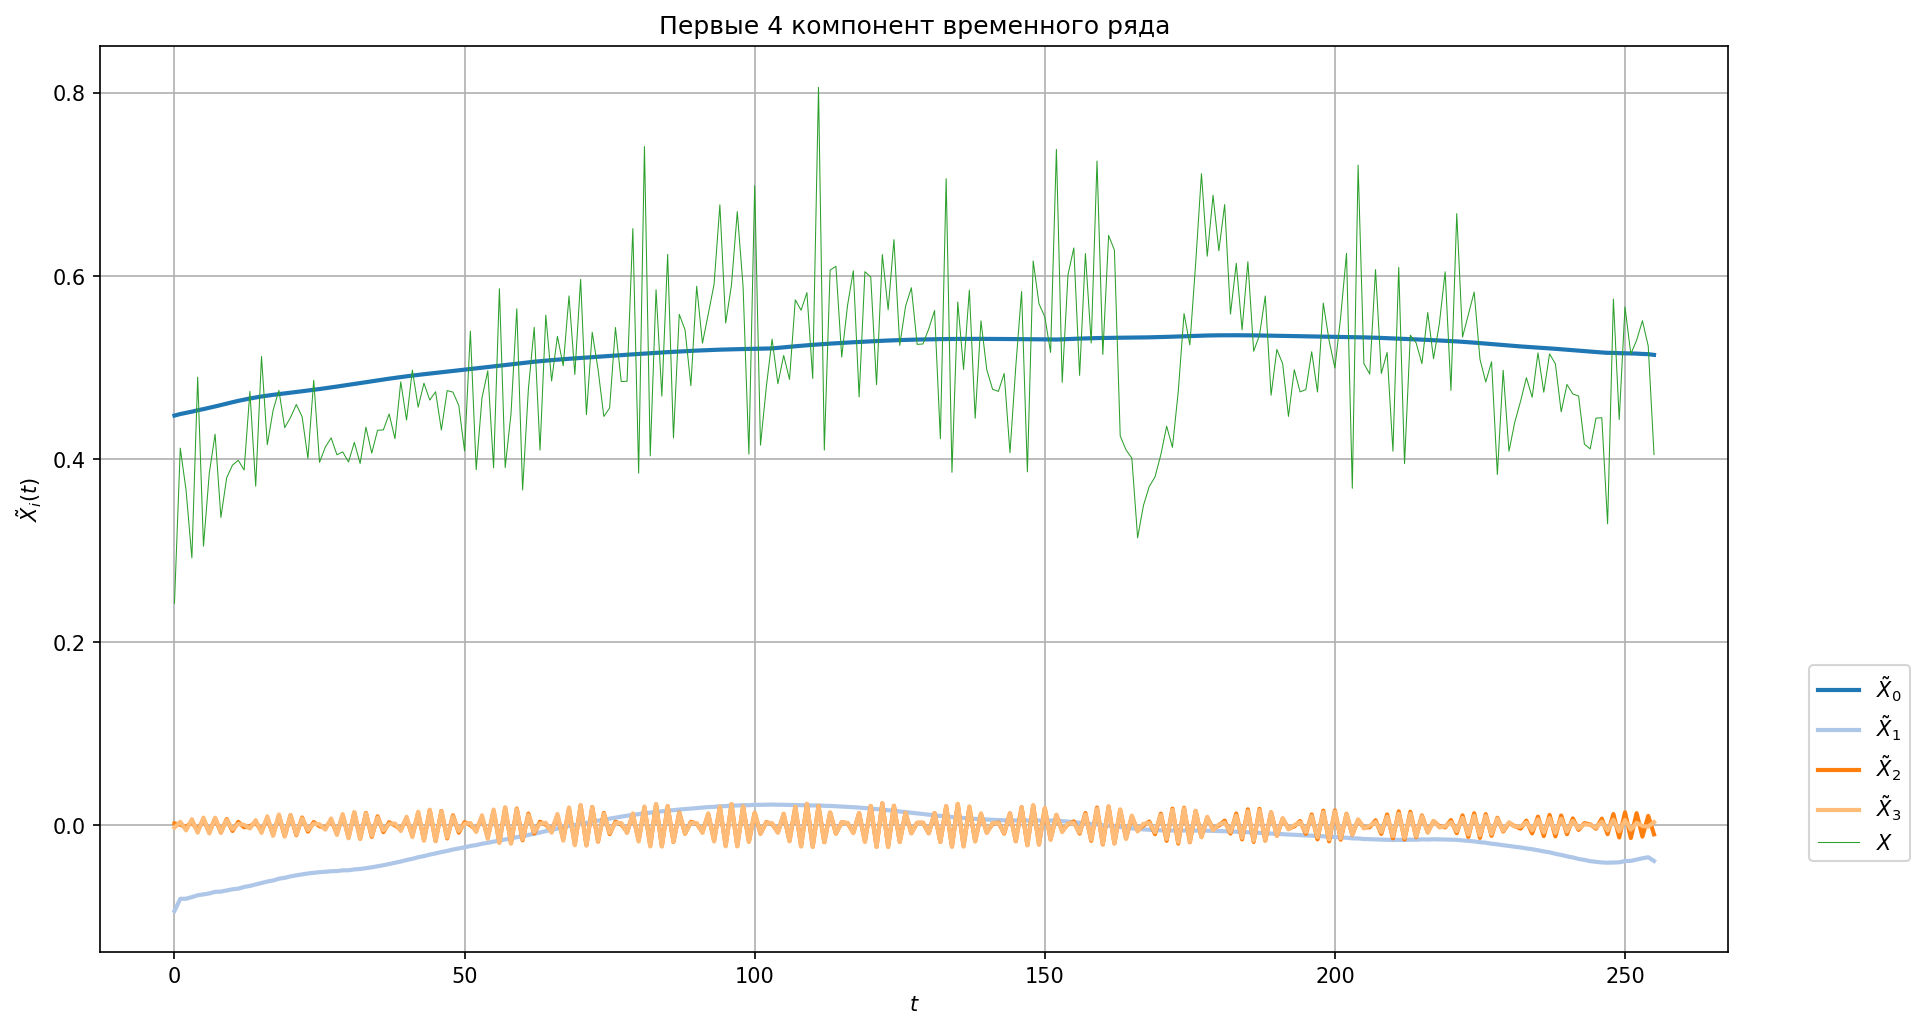 Первые 4 компонент временного ряда
0.8
0.6
0.4
0.2
0.0
X̃ᵢ(t)
0 50 100 150 200 250
t
X̃₀
X̃₁
X̃₂
X̃₃
X